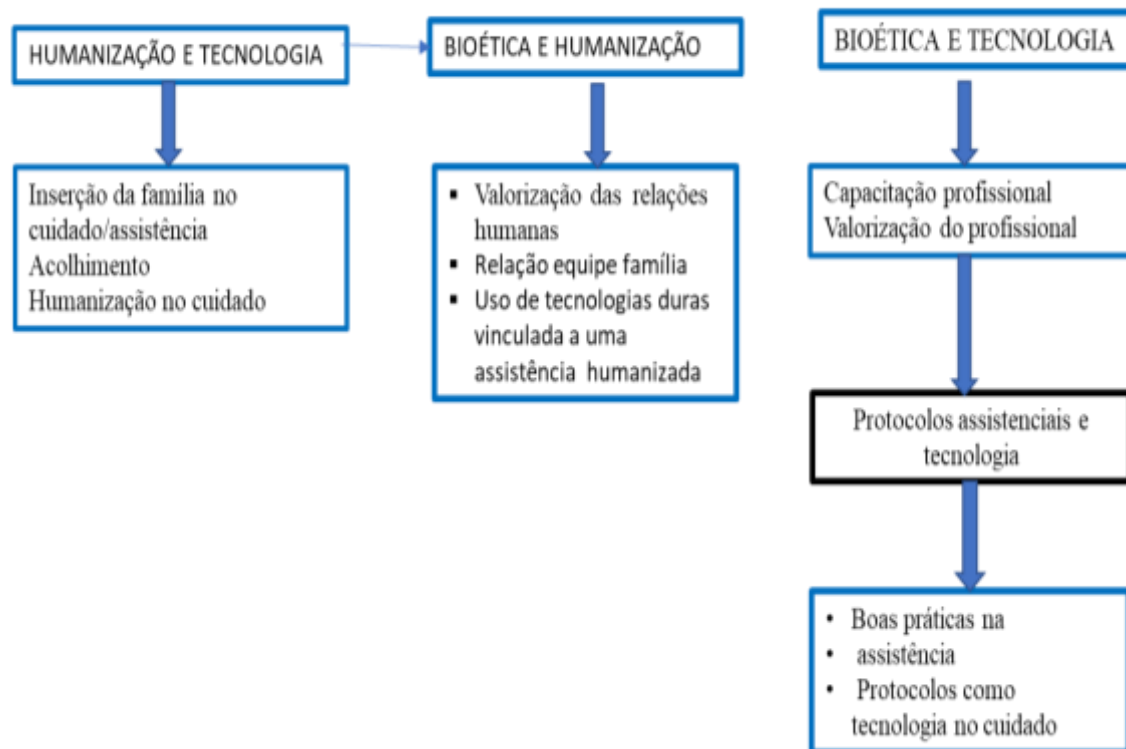 HUMANIZAÇÃO E TECNOLOGIA
Inserção da família no
cuidado/assistência
Acolhimento
Humanização no cuidado
BIOÉTICA E HUMANIZAÇÃO
▪ Valorização das relações
humanas
▪ Relação equipe família
▪ Uso de tecnologias duras
vinculada a uma
assistência humanizada
BIOÉTICA E TECNOLOGIA
Capacitação profissional
Valorização do profissional
Protocolos assistenciais e
tecnologia
• Boas práticas na
• assistência
• Protocolos como
tecnologia no cuidado